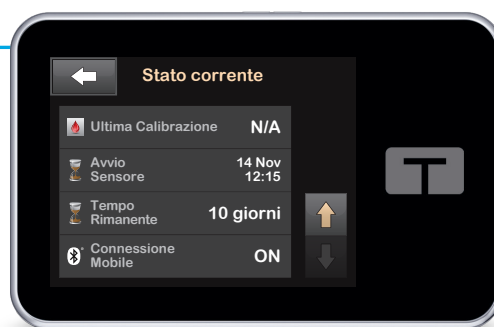 Stato corrente
Ultima Calibrazione N/A
Avvio 14 Nov
Sensore 12:15
Tempo
Rimanente 10 giorni
Connessione
Mobile ON